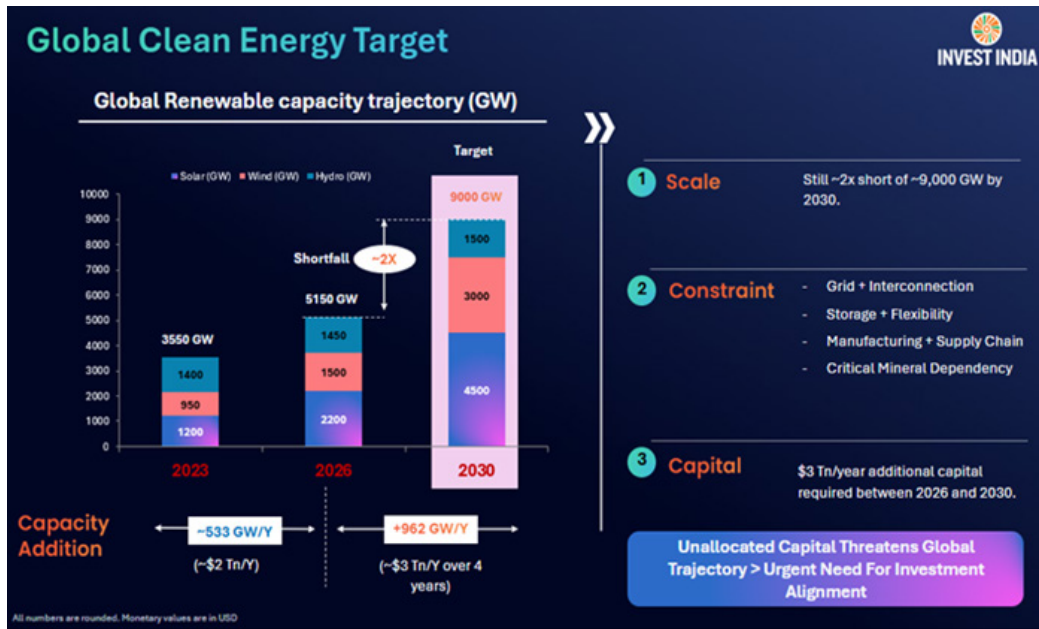 Global Clean Energy Target
INVEST INDIA
Global Renewable capacity trajectory (GW)
Target
Solar (GW) Wind (GW) Hydro (GW)
10000
9000
8000
7000
6000
5000
4000
3000
2000
1000
0
3550 GW
1400
950
1200
2023
5150 GW
1450
1500
2200
2026
Shortfall
~2X
9000 GW
1500
3000
4500
2030
Capacity
Addition
~533 GW/Y
(~$2 Tn/Y)
+962 GW/Y
(~$3 Tn/Y over 4
years)
1 Scale
Still ~2x short of ~9,000 GW by
2030.
2 Constraint
- Grid + Interconnection
- Storage + Flexibility
- Manufacturing + Supply Chain
- Critical Mineral Dependency
3 Capital
$3 Tn/year additional capital
required between 2026 and 2030.
Unallocated Capital Threatens Global
Trajectory > Urgent Need For Investment
Alignment
All numbers are rounded. Monetary values are in USD